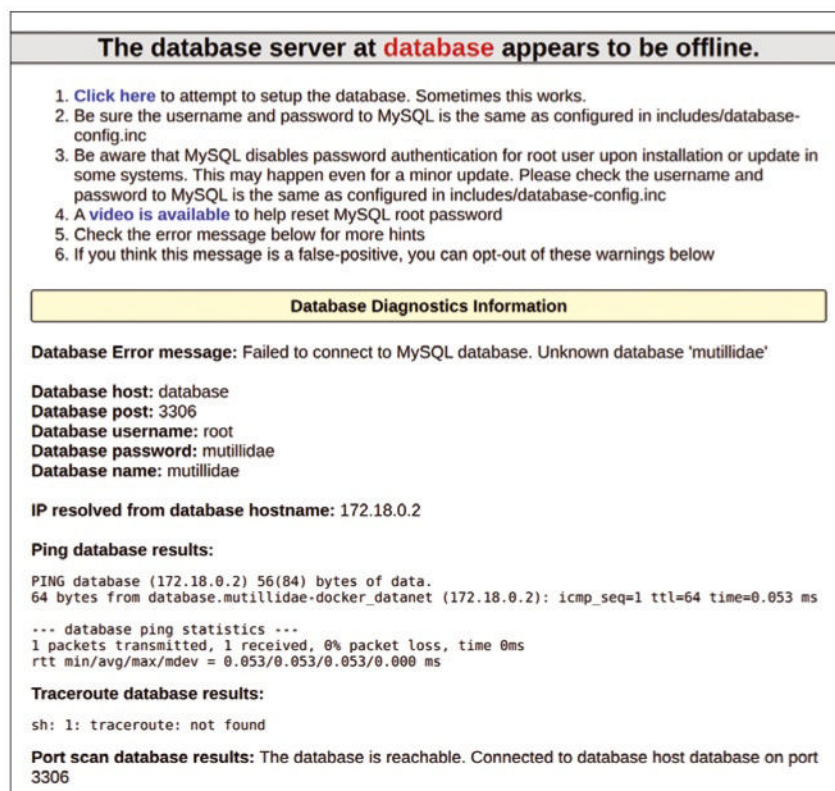 The database server at database appears to be offline.
1. Click here to attempt to setup the database. Sometimes this works.
2. Be sure the username and password to MySQL is the same as configured in includes/database-
config.inc
3. Be aware that MySQL disables password authentication for root user upon installation or update in
some systems. This may happen even for a minor update. Please check the username and
password to MySQL is the same as configured in includes/database-config.inc
4. A video is available to help reset MySQL root password
5. Check the error message below for more hints
6. If you think this message is a false-positive, you can opt-out of these warnings below
Database Diagnostics Information
Database Error message: Failed to connect to MySQL database. Unknown database 'mutillidae'
Database host: database
Database post: 3306
Database username: root
Database password: mutillidae
Database name: mutillidae
IP resolved from database hostname: 172.18.0.2
Ping database results:
PING database (172.18.0.2) 56(84) bytes of data.
64 bytes from database.mutillidae-docker_datanet (172.18.0.2): icmp_seq=1 ttl=64 time=0.053 ms
--- database ping statistics ---
1 packets transmitted, 1 received, 0% packet loss, time 0ms
rtt min/avg/max/mdev = 0.053/0.053/0.053/0.000 ms
Traceroute database results:
sh: 1: traceroute: not found
Port scan database results: The database is reachable. Connected to database host database on port
3306